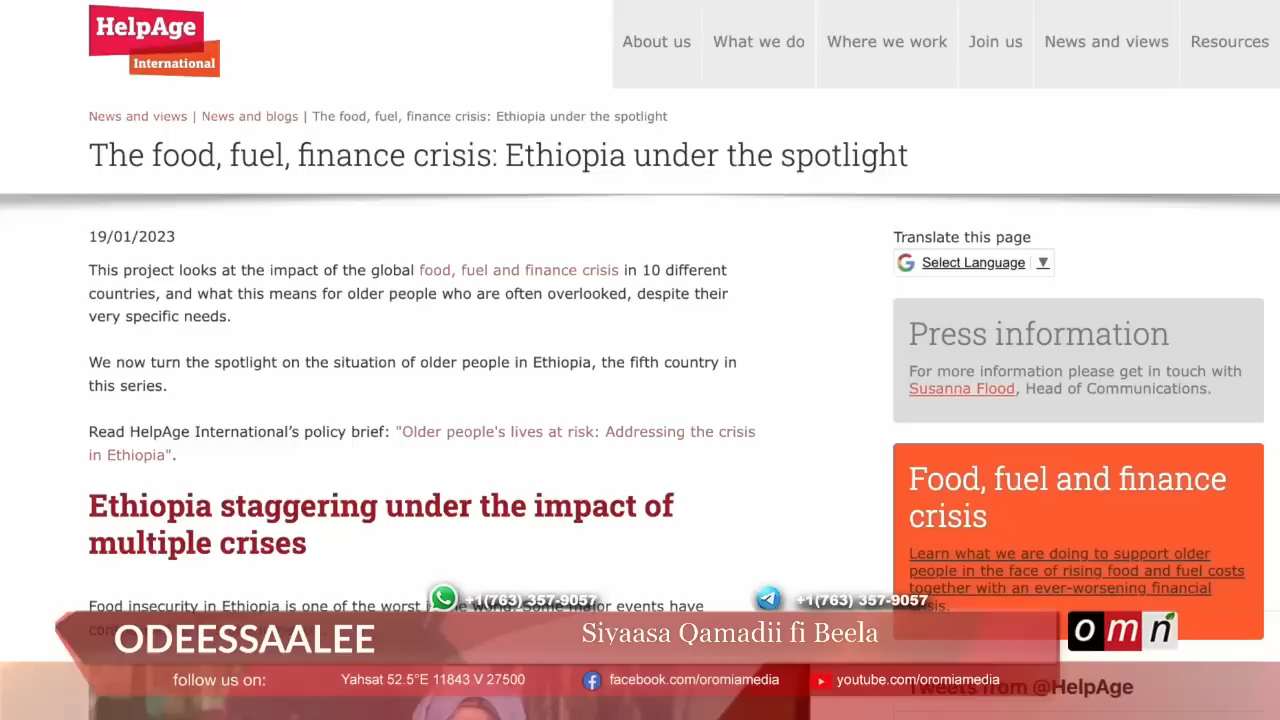 HelpAge
International
About us
What we do
Where we work
Join us
News and views
Resources
News and views | News and blogs | The food, fuel, finance crisis: Ethiopia under the spotlight
The food, fuel, finance crisis: Ethiopia under the spotlight
19/01/2023
This project looks at the impact of the global food, fuel and finance crisis in 10 different
countries, and what this means for older people who are often overlooked, despite their
very specific needs.
We now turn the spotlight on the situation of older people in Ethiopia, the fifth country in
this series.
Read HelpAge International’s policy brief: "Older people's lives at risk: Addressing the crisis
in Ethiopia".
Ethiopia staggering under the impact of
multiple crises
Food insecurity in Ethiopia is one of the worst
major events have
Translate this page
Select Language ▼
Press information
For more information please get in touch with
Susanna Flood, Head of Communications.
Food, fuel and finance
crisis
Learn what we are doing to support older
people in the face of rising food and fuel costs
together with an ever-worsening financial
Tweets from @HelpAge
+1(763) 357-9057
+1(763) 357-9057
ODEESSAALEE
Siyaasa Qamadii fi Beela
omn
follow us on:
Yahsat 52.5°E 11843 V 27500
facebook.com/oromiamedia
youtube.com/oromiamedia